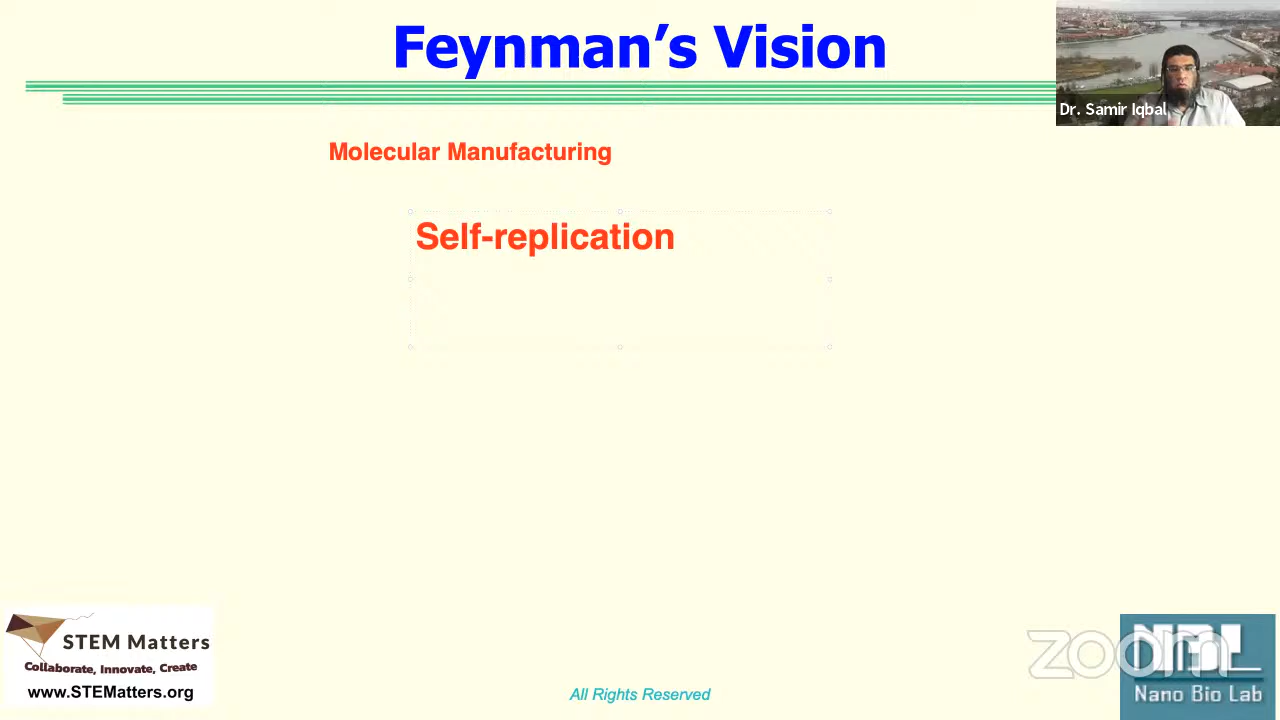 Feynman's Vision
Dr. Samir Iqbal
Molecular Manufacturing
Self-replication
STEM Matters
Collaborate, Innovate, Create
www.STEMatters.org
All Rights Reserved
zoom
NBL
Nano Bio Lab